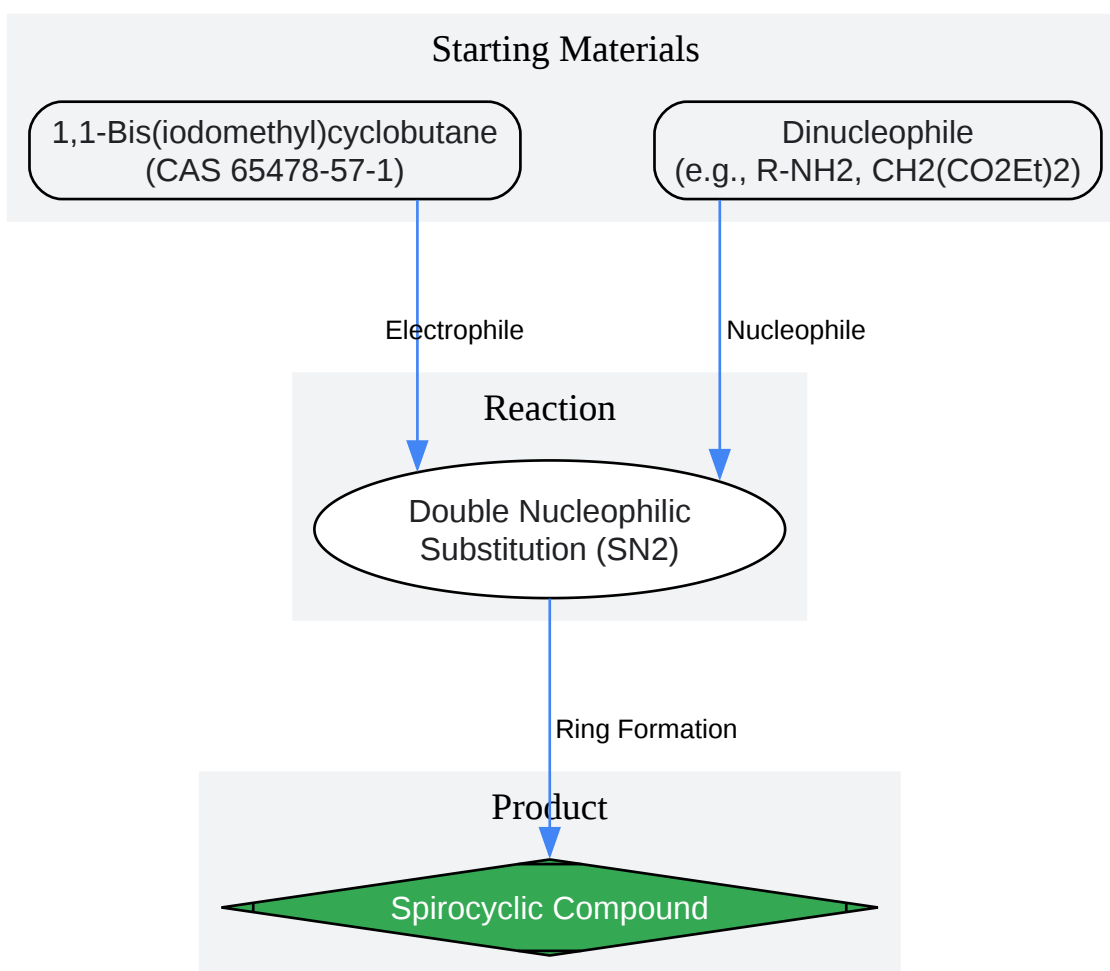 Starting Materials
1,1-Bis(iodomethyl)cyclobutane
(CAS 65478-57-1)
Dinucleophile
(e.g., R-NH2, CH2(CO2Et)2)
Electrophile
Nucleophile
Reaction
Double Nucleophilic
Substitution (SN2)
Ring Formation
Product
Spirocyclic Compound